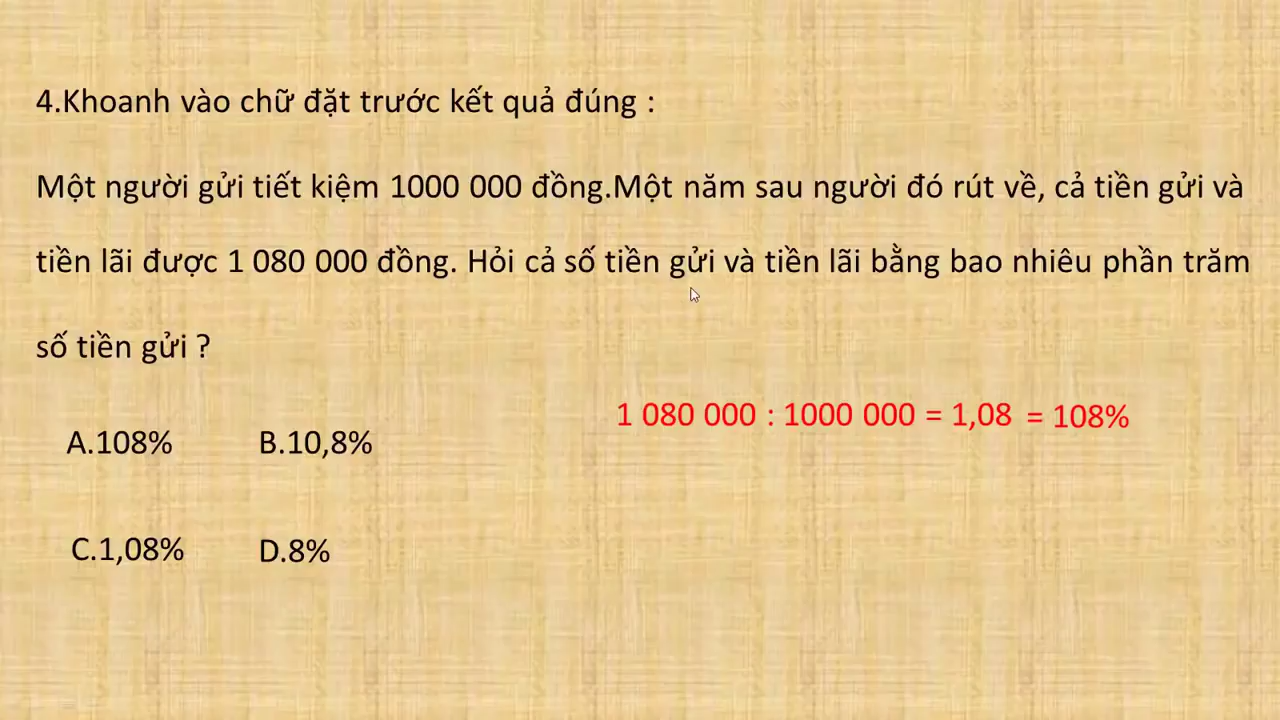 4.Khoanh vào chữ đặt trước kết quả đúng :
Một người gửi tiết kiệm 1000 000 đồng.Một năm sau người đó rút về, cả tiền gửi và
tiền lãi được 1 080 000 đồng. Hỏi cả số tiền gửi và tiền lãi bằng bao nhiêu phần trăm
số tiền gửi ?
1 080 000 : 1000 000 = 1,08 = 108%
A.108% B.10,8%
C.1,08% D.8%